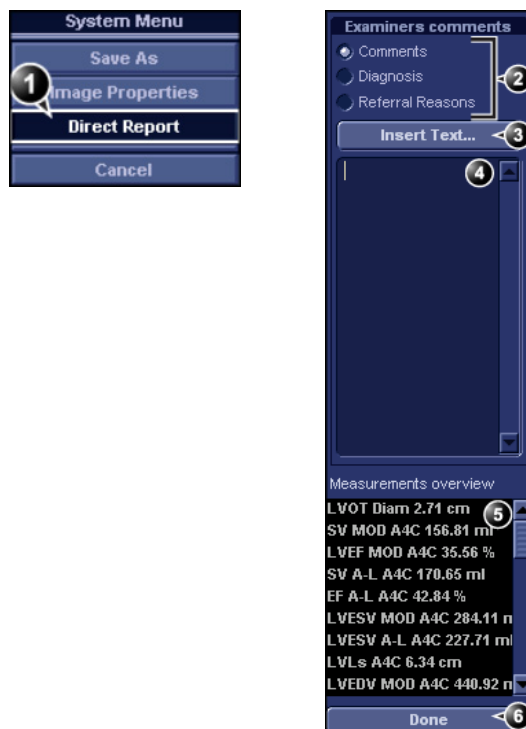 System Menu
Save As
1
Image Properties
Direct Report
Cancel
Examiners comments
Comments
Diagnosis
2
Referral Reasons
Insert Text...
3
4
Measurements overview
LVOT Diam 2.71 cm
5
SV MOD A4C 156.81 ml
LVEF MOD A4C 35.56 %
SV A-L A4C 170.65 ml
EF A-L A4C 42.84 %
LVESV MOD A4C 284.11 m
LVESV A-L A4C 227.71 ml
LVLs A4C 6.34 cm
LVEDV MOD A4C 440.92 m
Done
6